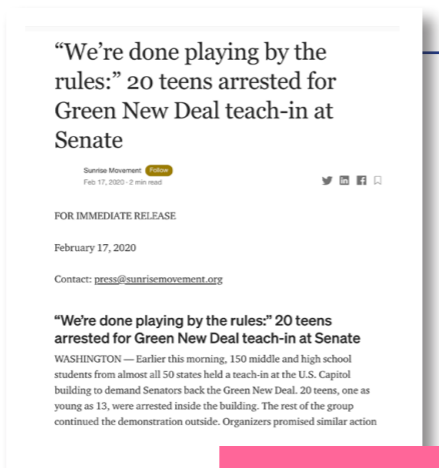 “We’re done playing by the
rules:” 20 teens arrested for
Green New Deal teach-in at
Senate
Sunrise Movement Follow
Feb 17, 2020 · 2 min read
FOR IMMEDIATE RELEASE
February 17, 2020
Contact: press@sunrisemovement.org
“We’re done playing by the rules:” 20 teens
arrested for Green New Deal teach-in at Senate
WASHINGTON — Earlier this morning, 150 middle and high school
students from almost all 50 states held a teach-in at the U.S. Capitol
building to demand Senators back the Green New Deal. 20 teens, one as
young as 13, were arrested inside the building. The rest of the group
continued the demonstration outside. Organizers promised similar action